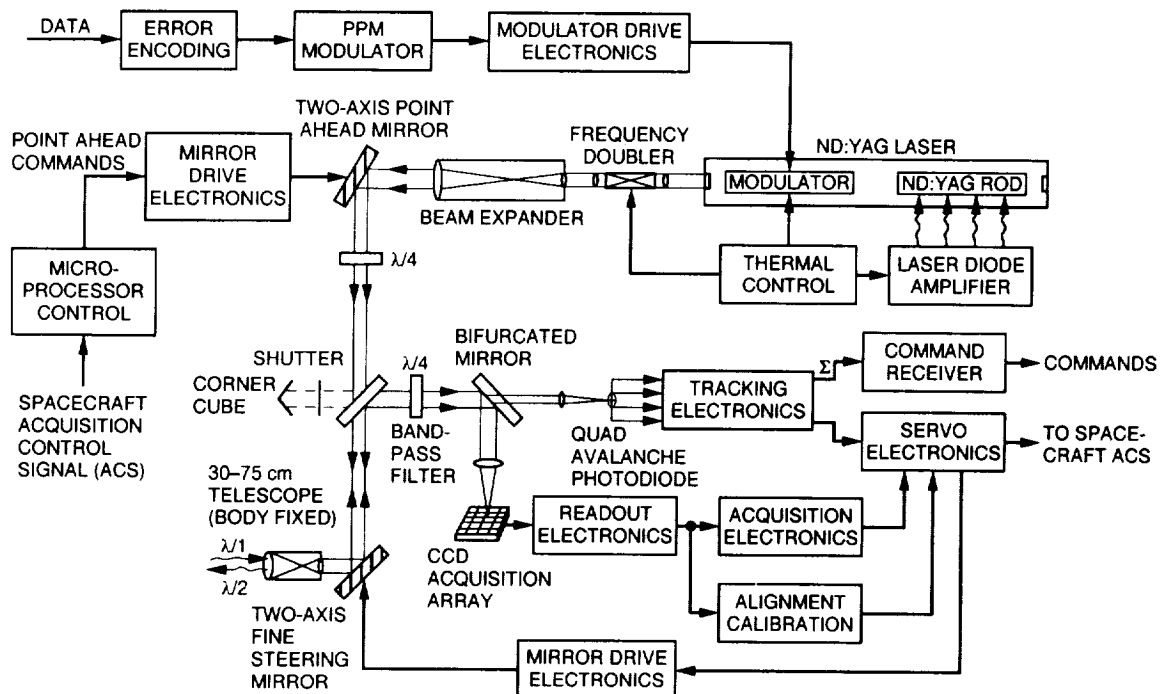 DATA
ERROR
ENCODING
PPM
MODULATOR
MODULATOR DRIVE
ELECTRONICS
TWO-AXIS POINT
AHEAD MIRROR
POINT AHEAD
COMMANDS
MIRROR
DRIVE
ELECTRONICS
FREQUENCY
DOUBLER
ND:YAG LASER
MODULATOR
ND:YAG ROD
BEAM EXPANDER
λ/4
MICRO-
PROCESSOR
CONTROL
THERMAL
CONTROL
LASER DIODE
AMPLIFIER
SHUTTER
λ/4
BIFURCATED
MIRROR
CORNER
CUBE
TRACKING
ELECTRONICS
Σ
COMMAND
RECEIVER
COMMANDS
SPACECRAFT
ACQUISITION
CONTROL
SIGNAL (ACS)
BAND-
PASS
FILTER
QUAD
AVALANCHE
PHOTODIODE
SERVO
ELECTRONICS
TO SPACE-
CRAFT ACS
30–75 cm
TELESCOPE
(BODY FIXED)
λ/1
λ/2
CCD
ACQUISITION
ARRAY
READOUT
ELECTRONICS
ACQUISITION
ELECTRONICS
ALIGNMENT
CALIBRATION
TWO-AXIS
FINE
STEERING
MIRROR
MIRROR DRIVE
ELECTRONICS